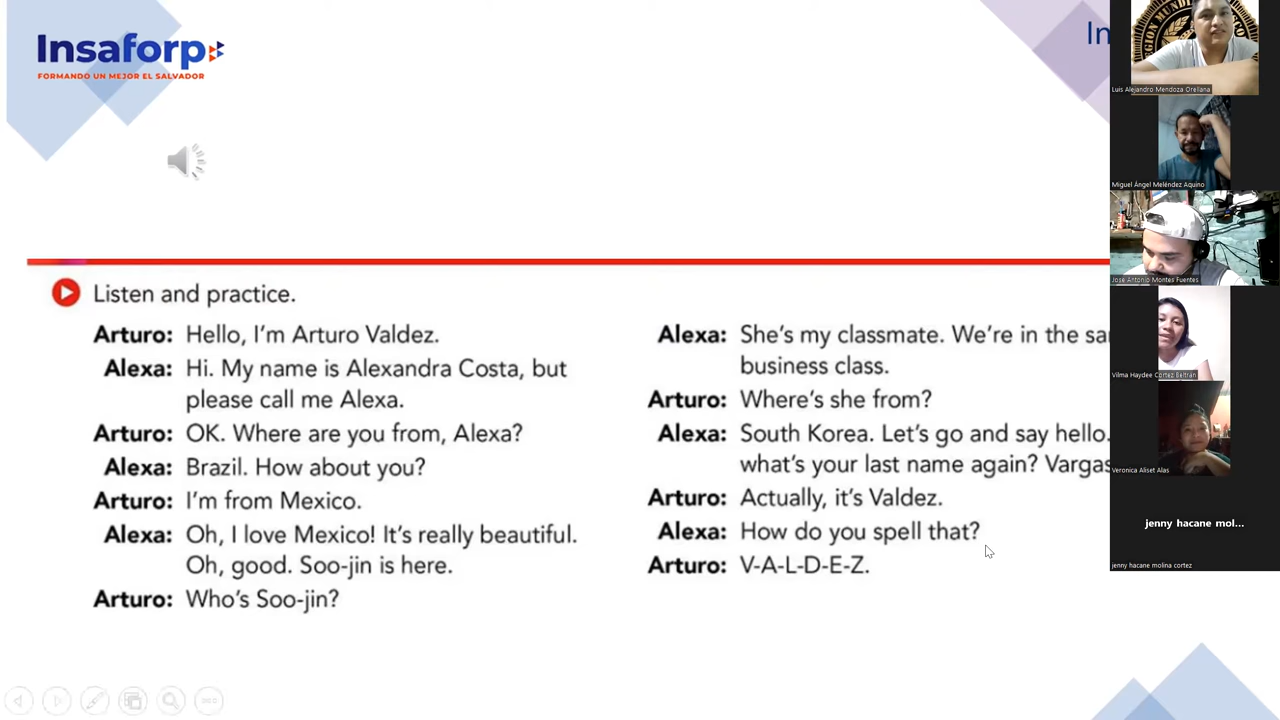 Insaforp
FORMANDO UN MEJOR EL SALVADOR
In
Listen and practice.
Arturo: Hello, I'm Arturo Valdez.
Alexa: Hi. My name is Alexandra Costa, but
please call me Alexa.
Arturo: OK. Where are you from, Alexa?
Alexa: Brazil. How about you?
Arturo: I'm from Mexico.
Alexa: Oh, I love Mexico! It's really beautiful.
Oh, good. Soo-jin is here.
Arturo: Who's Soo-jin?
Alexa: She's my classmate. We're in the sa
business class.
Arturo: Where's she from?
Alexa: South Korea. Let's go and say hello.
what's your last name again? Vargas
Arturo: Actually, it's Valdez.
Alexa: How do you spell that?
Arturo: V-A-L-D-E-Z.
Luis Alejandro Mendoza Orellana
Miguel Ángel Meléndez Aquino
Jose Antonio Montes Fuentes
Vilma Haydee Cortez Beltrán
Veronica Aliset Alas
jenny hacane mol...
jenny hacane molina cortez